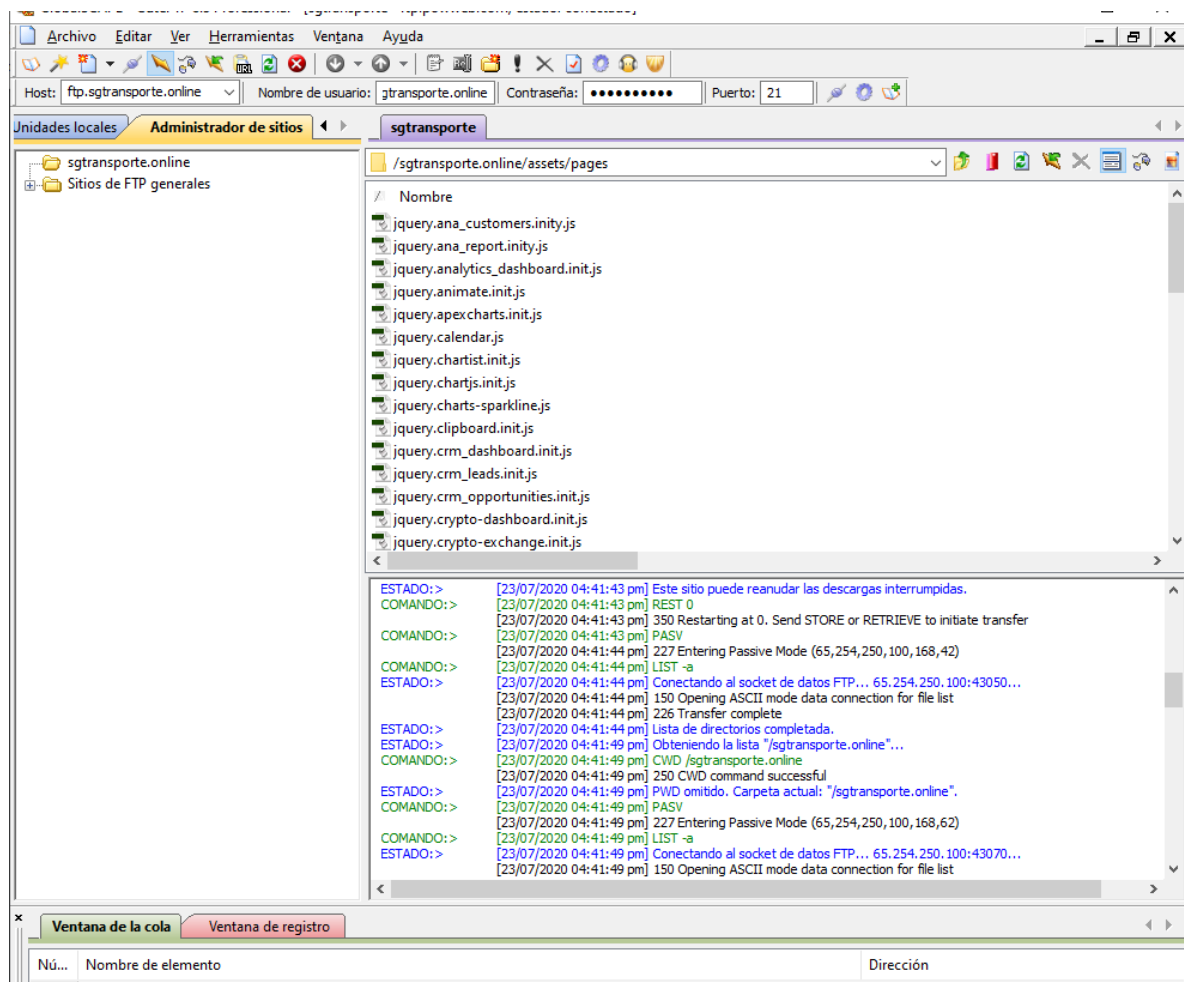 Archivo Editar Ver Herramientas Ventana Ayuda
URL
Host: ftp.sgtransporte.online Nombre de usuario: gtransporte.online Contraseña: ●●●●●●●●●● Puerto: 21
Unidades locales Administrador de sitios sgtransporte
sgtransporte.online
Sitios de FTP generales
/sgtransporte.online/assets/pages
Nombre
jquery.ana_customers.inity.js
jquery.ana_report.inity.js
jquery.analytics_dashboard.init.js
jquery.animate.init.js
jquery.apexcharts.init.js
jquery.calendar.js
jquery.chartist.init.js
jquery.chartjs.init.js
jquery.charts-sparkline.js
jquery.clipboard.init.js
jquery.crm_dashboard.init.js
jquery.crm_leads.init.js
jquery.crm_opportunities.init.js
jquery.crypto-dashboard.init.js
jquery.crypto-exchange.init.js
ESTADO:> [23/07/2020 04:41:43 pm] Este sitio puede reanudar las descargas interrumpidas.
COMANDO:> [23/07/2020 04:41:43 pm] REST 0
[23/07/2020 04:41:43 pm] 350 Restarting at 0. Send STORE or RETRIEVE to initiate transfer
COMANDO:> [23/07/2020 04:41:43 pm] PASV
[23/07/2020 04:41:44 pm] 227 Entering Passive Mode (65,254,250,100,168,42)
COMANDO:> [23/07/2020 04:41:44 pm] LIST -a
ESTADO:> [23/07/2020 04:41:44 pm] Conectando al socket de datos FTP... 65.254.250.100:43050...
[23/07/2020 04:41:44 pm] 150 Opening ASCII mode data connection for file list
[23/07/2020 04:41:44 pm] 226 Transfer complete
ESTADO:> [23/07/2020 04:41:44 pm] Lista de directorios completada.
ESTADO:> [23/07/2020 04:41:49 pm] Obteniendo la lista "/sgtransporte.online"...
COMANDO:> [23/07/2020 04:41:49 pm] CWD /sgtransporte.online
[23/07/2020 04:41:49 pm] 250 CWD command successful
ESTADO:> [23/07/2020 04:41:49 pm] PWD omitido. Carpeta actual: "/sgtransporte.online".
COMANDO:> [23/07/2020 04:41:49 pm] PASV
[23/07/2020 04:41:49 pm] 227 Entering Passive Mode (65,254,250,100,168,62)
COMANDO:> [23/07/2020 04:41:49 pm] LIST -a
ESTADO:> [23/07/2020 04:41:49 pm] Conectando al socket de datos FTP... 65.254.250.100:43070...
[23/07/2020 04:41:49 pm] 150 Opening ASCII mode data connection for file list
Ventana de la cola Ventana de registro
Nú... Nombre de elemento Dirección